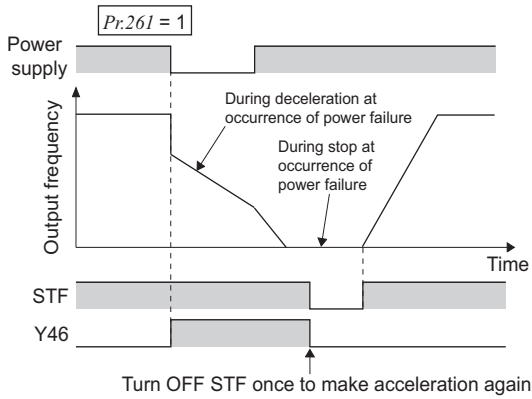 Pr.261 = 1
Power
supply
During deceleration at
occurrence of power failure
During stop at
occurrence of
power failure
Output frequency
Time
STF
Y46
Turn OFF STF once to make acceleration again